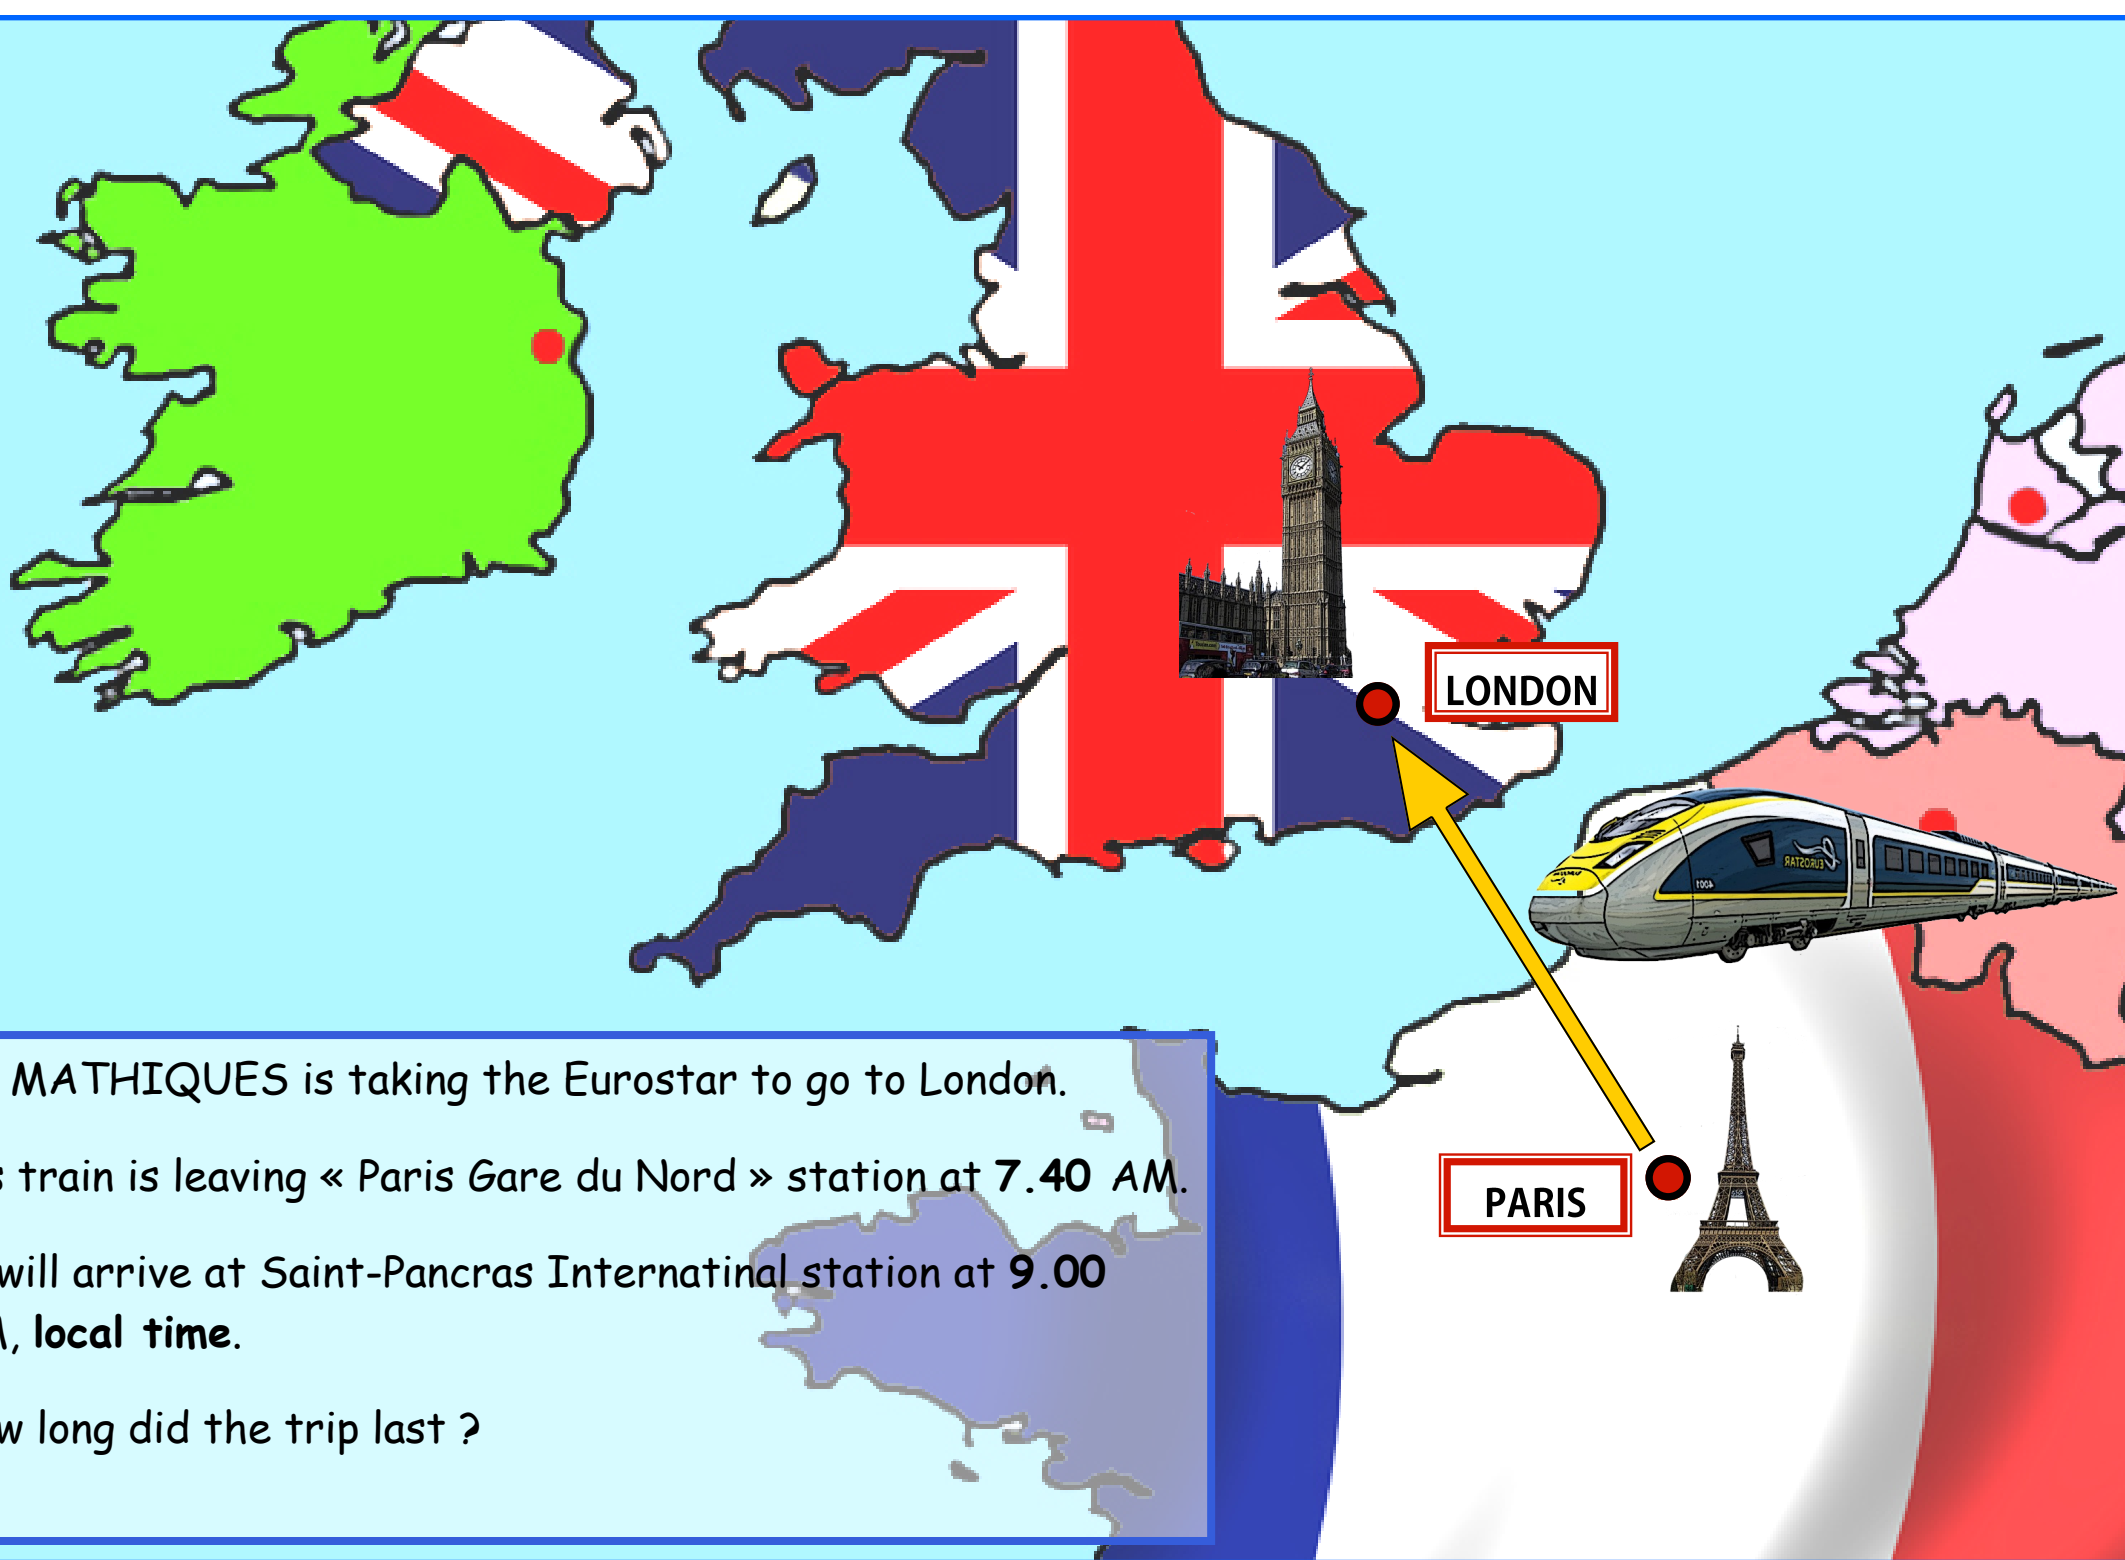 LONDON
EUROSTAR
4001
MATHIQUES is taking the Eurostar to go to London.
s train is leaving « Paris Gare du Nord » station at 7.40 AM.
PARIS
will arrive at Saint-Pancras Internatinal station at 9.00
, local time.
w long did the trip last ?